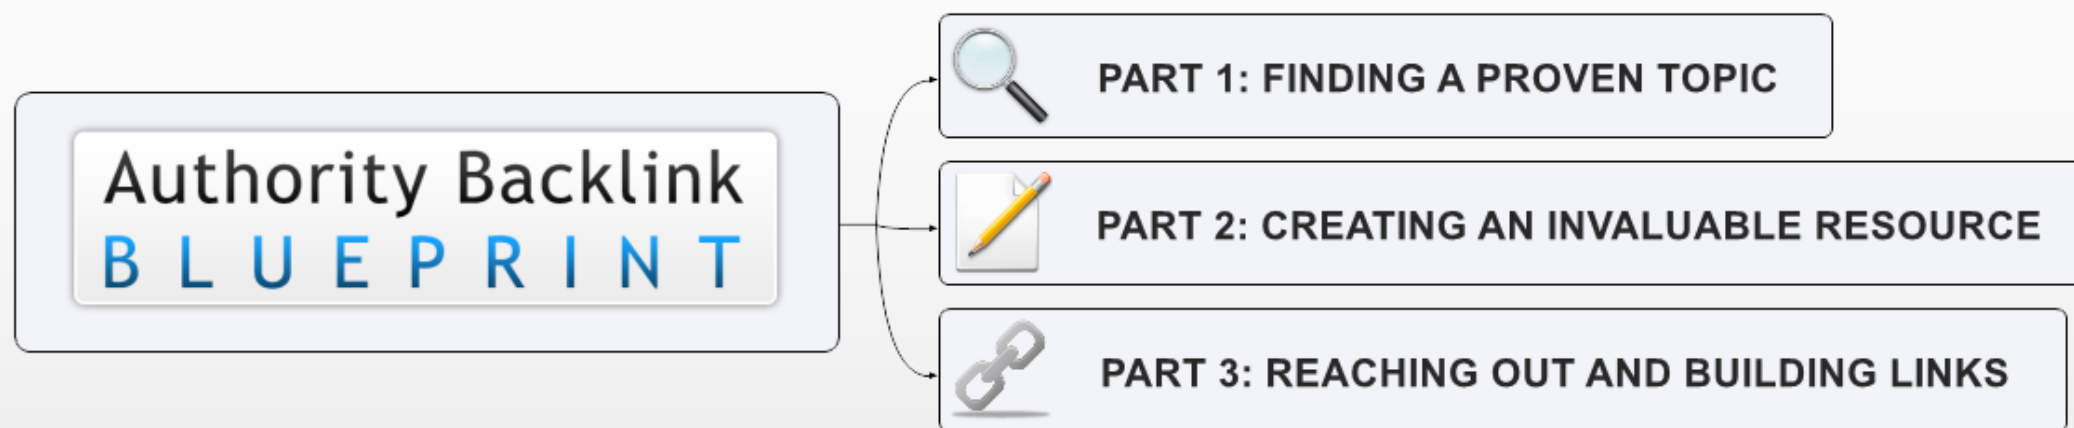 Authority Backlink
BLUEPRINT
PART 1: FINDING A PROVEN TOPIC
PART 2: CREATING AN INVALUABLE RESOURCE
PART 3: REACHING OUT AND BUILDING LINKS